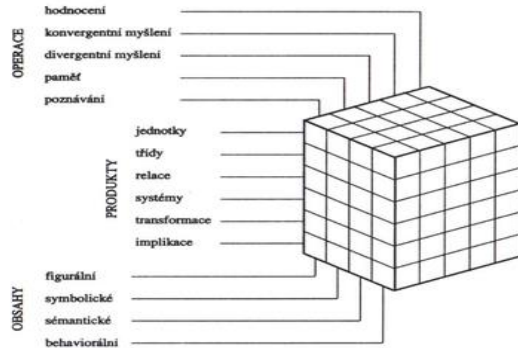 OPERACE
hodnocení
konvergentní myšlení
divergentní myšlení
paměť
poznávání
PRODUKTY
jednotky
třídy
relace
systémy
transformace
implikace
OBSAHY
figurální
symbolické
sémantické
behaviorální